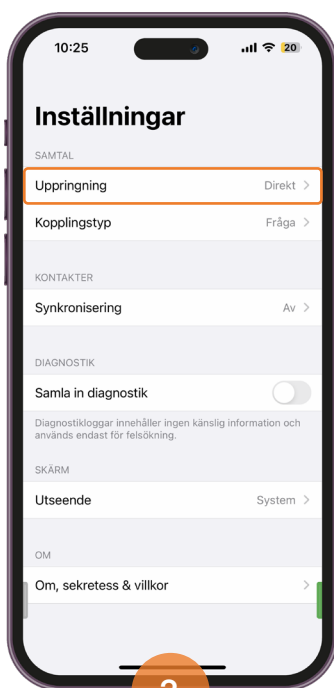 10:25
20
Inställningar
SAMTAL
Uppringning Direkt
Kopplingstyp Fråga
KONTAKTER
Synkronisering Av
DIAGNOSTIK
Samla in diagnostik
Diagnostikloggar innehåller ingen känslig information och
används endast för felsökning.
SKÄRM
Utseende System
OM
Om, sekretess & villkor